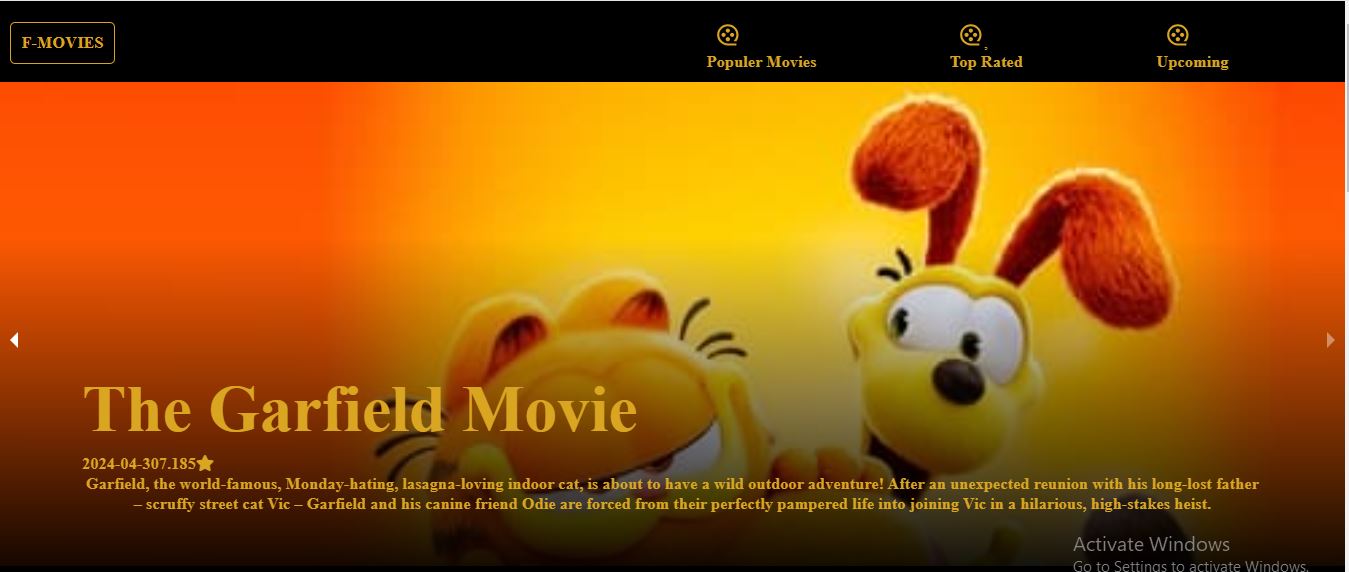 F-MOVIES
Populer Movies
Top Rated
Upcoming
The Garfield Movie
2024-04-307.185
Garfield, the world-famous, Monday-hating, lasagna-loving indoor cat, is about to have a wild outdoor adventure! After an unexpected reunion with his long-lost father
– scruffy street cat Vic – Garfield and his canine friend Odie are forced from their perfectly pampered life into joining Vic in a hilarious, high-stakes heist.
Activate Windows
Go to Settings to activate Windows.